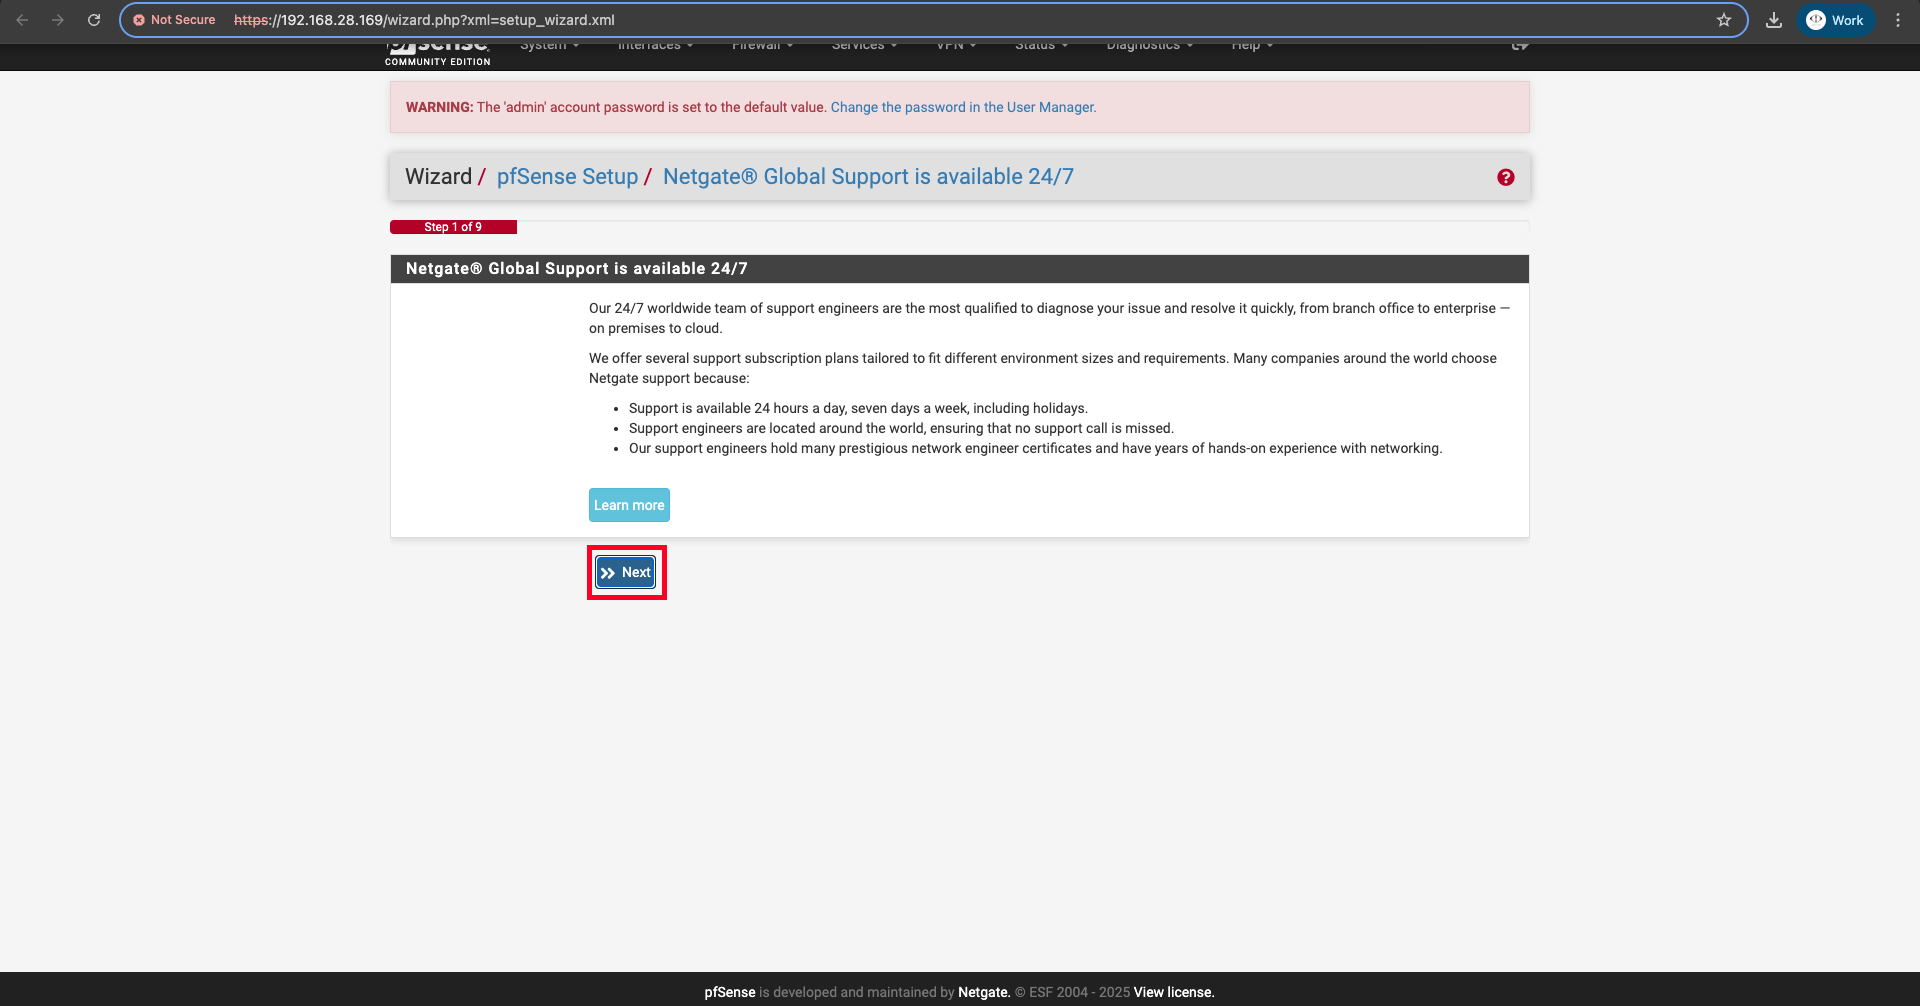 Not Secure https://192.168.28.169/wizard.php?xml=setup_wizard.xml Work
System Interfaces Firewall Services VPN Status Diagnostics Help
COMMUNITY EDITION
WARNING: The 'admin' account password is set to the default value. Change the password in the User Manager.
Wizard / pfSense Setup / Netgate® Global Support is available 24/7
Step 1 of 9
Netgate® Global Support is available 24/7
Our 24/7 worldwide team of support engineers are the most qualified to diagnose your issue and resolve it quickly, from branch office to enterprise —
on premises to cloud.
We offer several support subscription plans tailored to fit different environment sizes and requirements. Many companies around the world choose
Netgate support because:
• Support is available 24 hours a day, seven days a week, including holidays.
• Support engineers are located around the world, ensuring that no support call is missed.
• Our support engineers hold many prestigious network engineer certificates and have years of hands-on experience with networking.
Learn more
Next
pfSense is developed and maintained by Netgate. © ESF 2004 - 2025 View license.